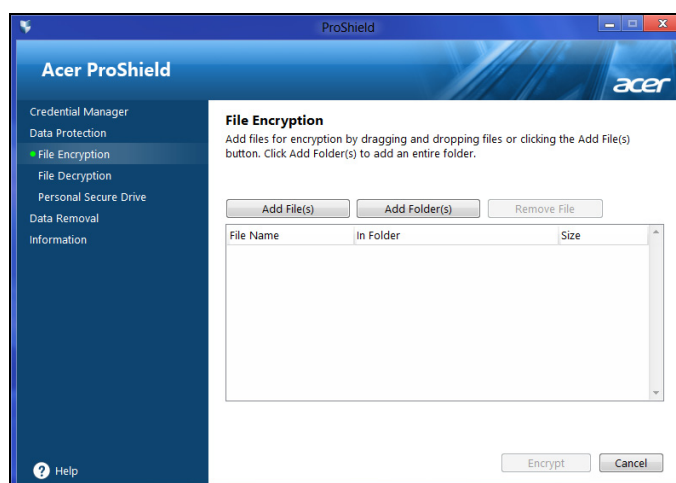 ProShield
Acer ProShield
acer
Credential Manager
Data Protection
File Encryption
File Decryption
Personal Secure Drive
Data Removal
Information
Help
File Encryption
Add files for encryption by dragging and dropping files or clicking the Add File(s)
button. Click Add Folder(s) to add an entire folder.
Add File(s) Add Folder(s) Remove File
File Name In Folder Size
Encrypt Cancel